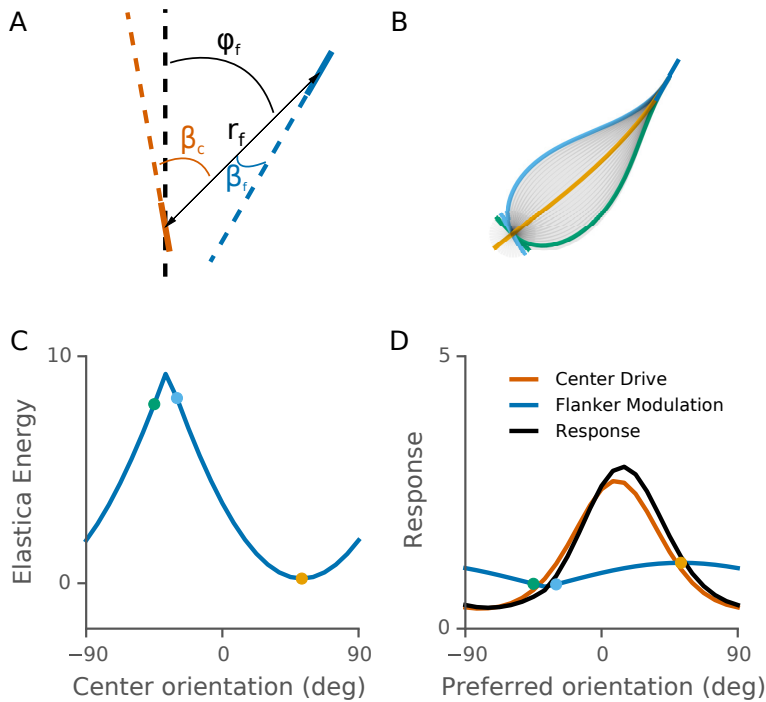 A
B
φf
rf
βc
βf
C
D
10
0
Elastica Energy
−90
0
90
Center orientation (deg)
5
0
Response
Center Drive
Flanker Modulation
Response
−90
0
90
Preferred orientation (deg)